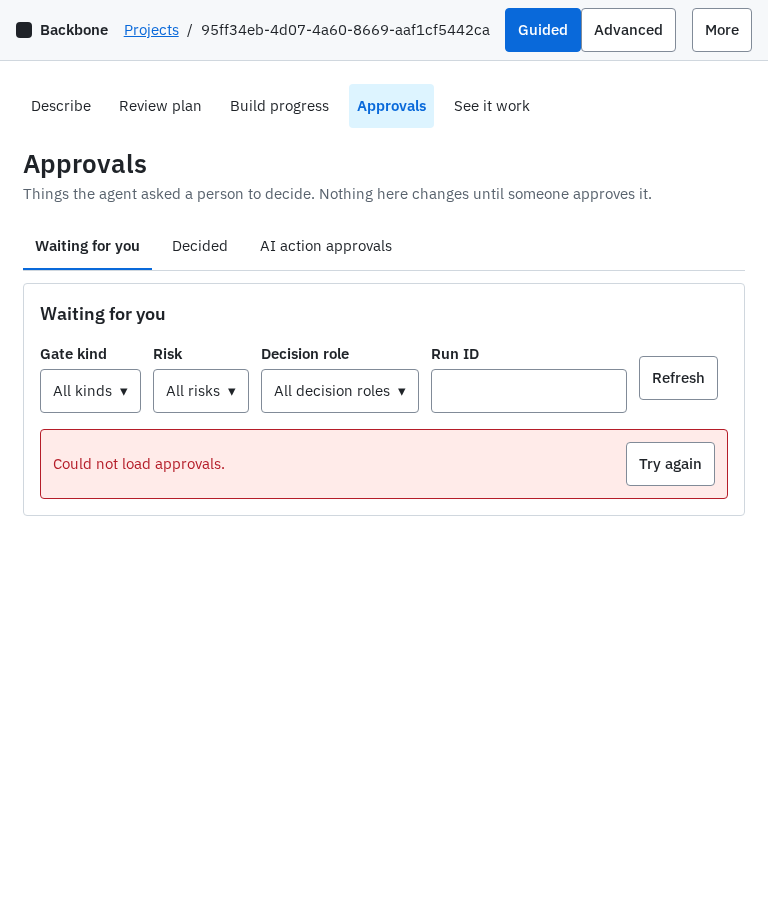 Backbone Projects / 95ff34eb-4d07-4a60-8669-aaf1cf5442ca Guided Advanced More
Describe Review plan Build progress Approvals See it work
Approvals
Things the agent asked a person to decide. Nothing here changes until someone approves it.
Waiting for you Decided AI action approvals
Waiting for you
Gate kind Risk Decision role Run ID
All kinds ▾ All risks ▾ All decision roles ▾ Refresh
Could not load approvals. Try again